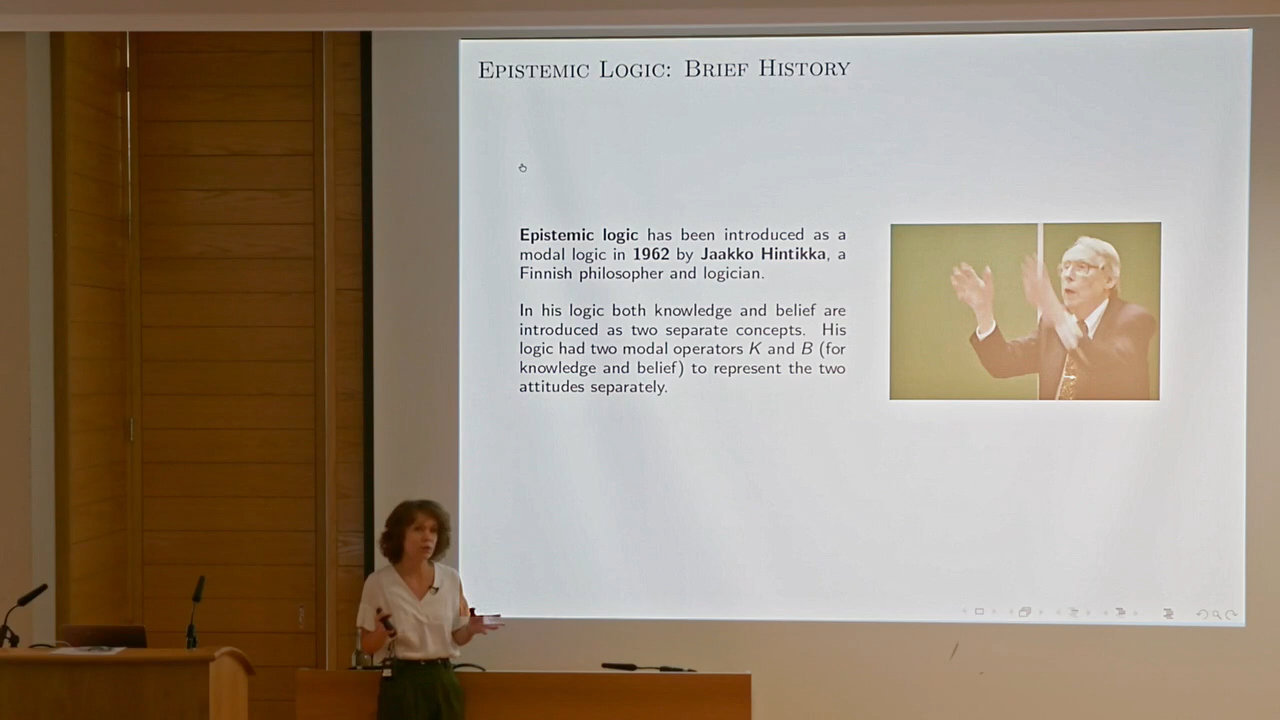 EPISTEMIC LOGIC: BRIEF HISTORY
Epistemic logic has been introduced as a
modal logic in 1962 by Jaakko Hintikka, a
Finnish philosopher and logician.
In his logic both knowledge and belief are
introduced as two separate concepts. His
logic had two modal operators K and B (for
knowledge and belief) to represent the two
attitudes separately.